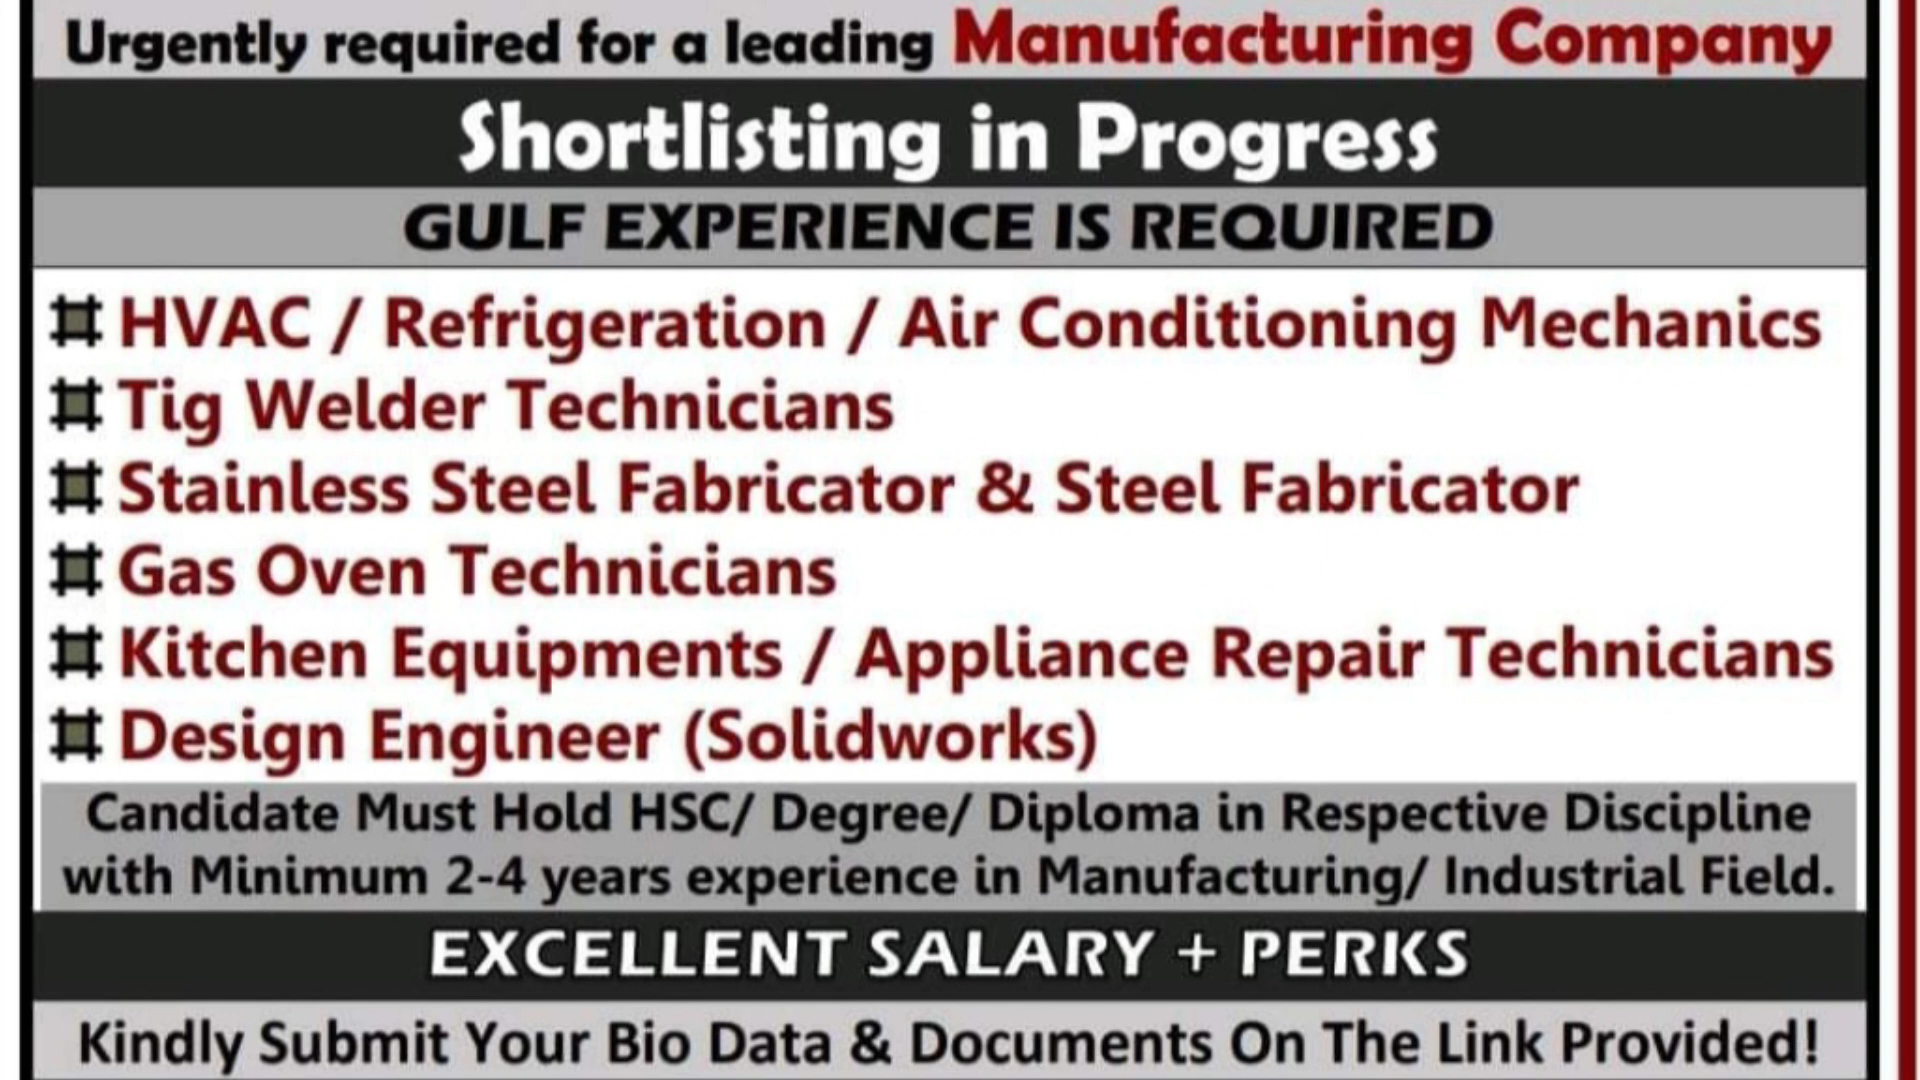 Urgently required for a leading Manufacturing Company
Shortlisting in Progress
GULF EXPERIENCE IS REQUIRED
HVAC / Refrigeration / Air Conditioning Mechanics
Tig Welder Technicians
Stainless Steel Fabricator & Steel Fabricator
Gas Oven Technicians
Kitchen Equipments / Appliance Repair Technicians
Design Engineer (Solidworks)
Candidate Must Hold HSC/ Degree/ Diploma in Respective Discipline
with Minimum 2-4 years experience in Manufacturing/ Industrial Field.
EXCELLENT SALARY + PERKS
Kindly Submit Your Bio Data & Documents On The Link Provided!